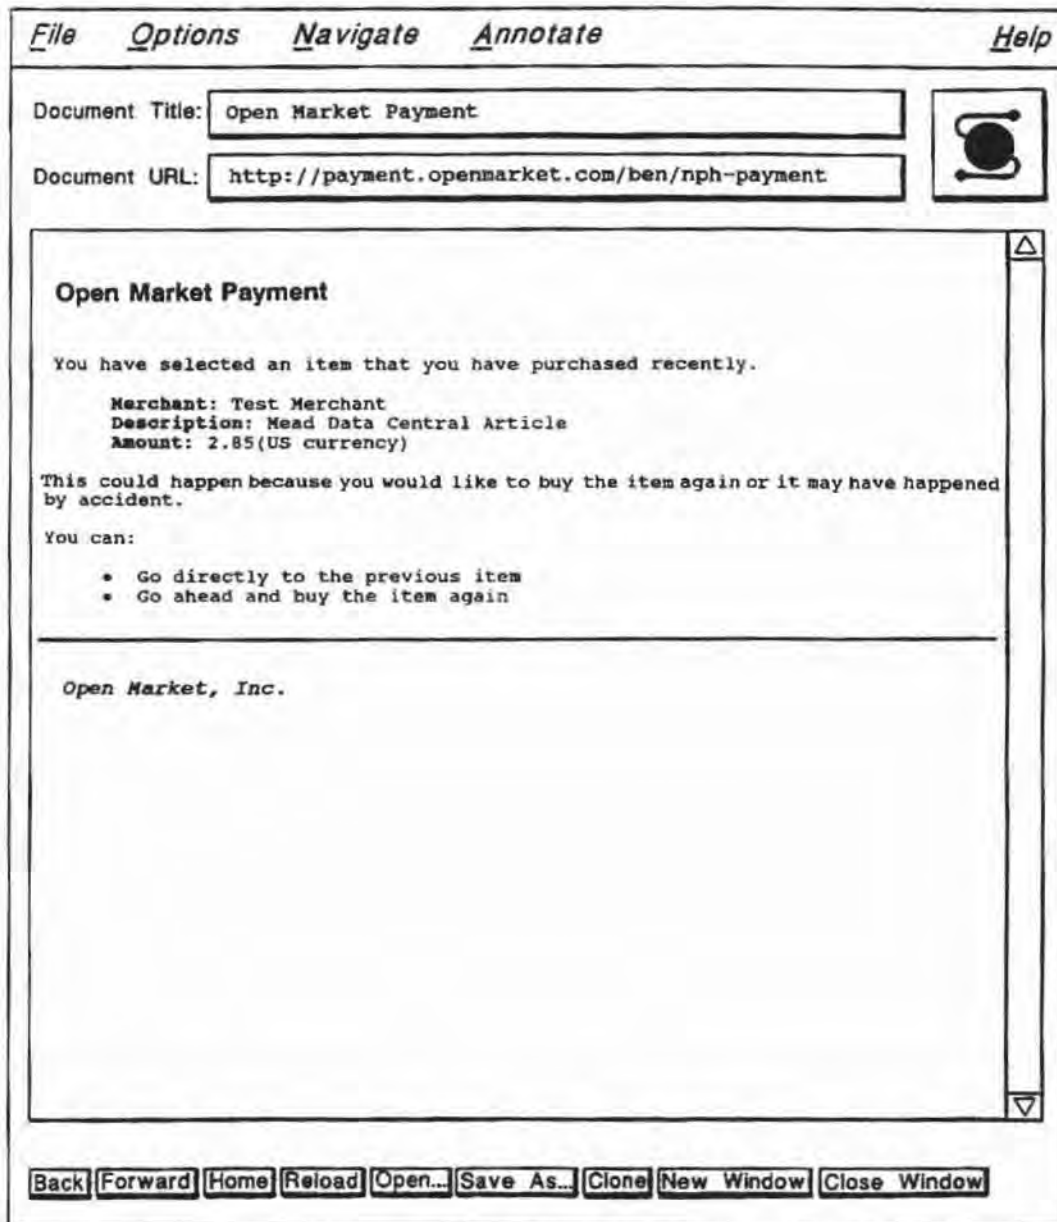 File Options Navigate Annotate Help
Document Title: Open Market Payment
Document URL: http://payment.openmarket.com/ben/nph-payment
Open Market Payment
You have selected an item that you have purchased recently.
Merchant: Test Merchant
Description: Mead Data Central Article
Amount: 2.85(US currency)
This could happen because you would like to buy the item again or it may have happened
by accident.
You can:
• Go directly to the previous item
• Go ahead and buy the item again
Open Market, Inc.
Back Forward Home Reload Open... Save As... Clone New Window Close Window